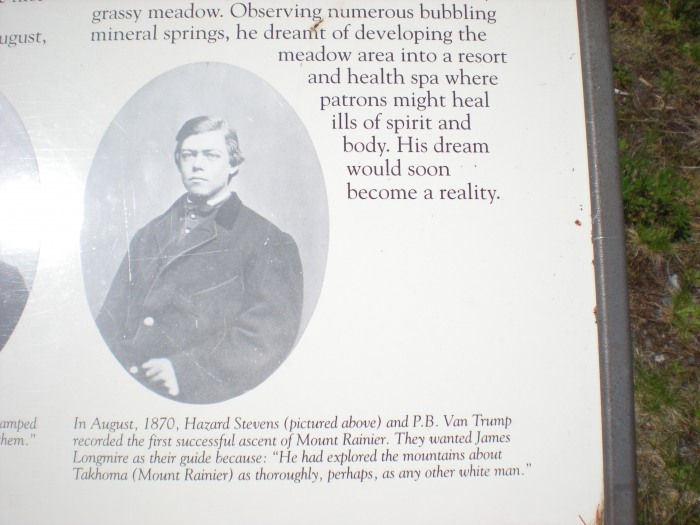 grassy meadow. Observing numerous bubbling
ugust,
mineral springs, he dreamt of developing the
meadow area into a resort
and health spa where
patrons might heal
ills of spirit and
body. His dream
would soon
become a reality.
amped
hem."
In August, 1870, Hazard Stevens (pictured above) and P.B. Van Trump
recorded the first successful ascent of Mount Rainier. They wanted James
Longmire as their guide because: "He had explored the mountains about
Takhoma (Mount Rainier) as thoroughly, perhaps, as any other white man."